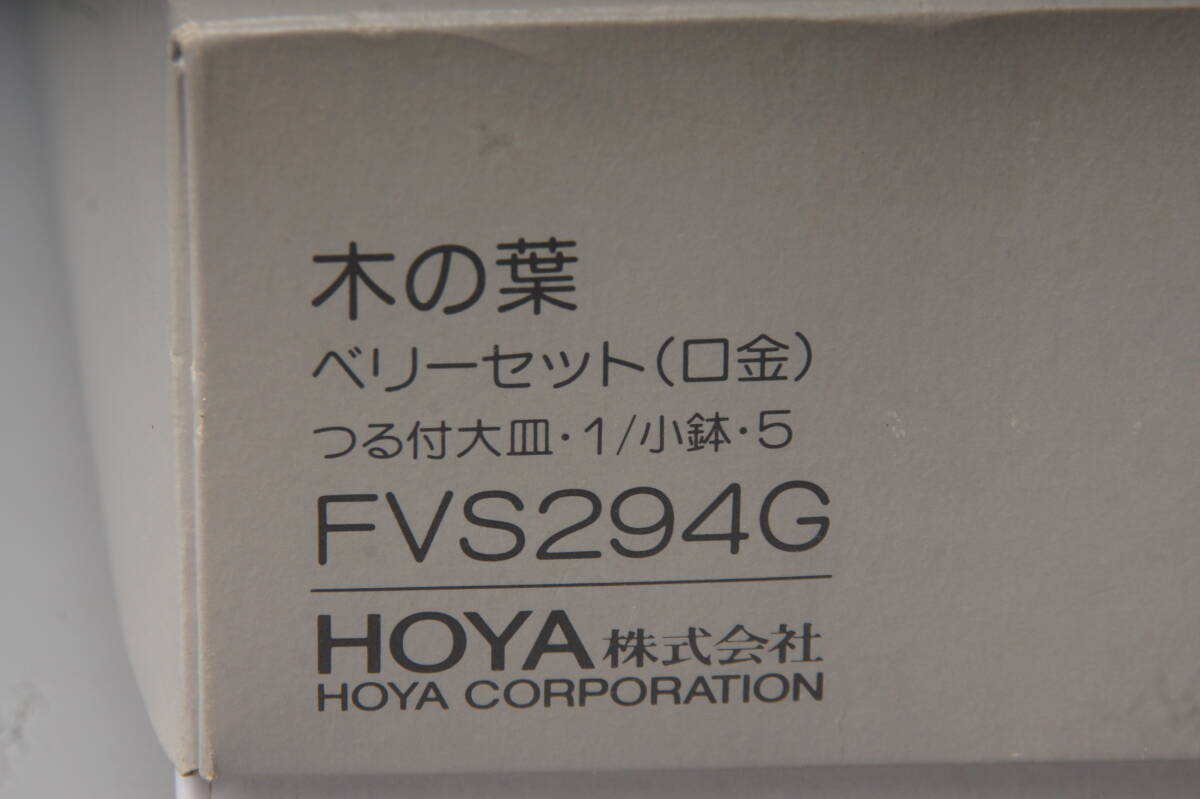 木の葉
ベリーセット(口金)
つる付大皿・1/小鉢・5
FVS294G
HOYA株式会社
HOYA CORPORATION